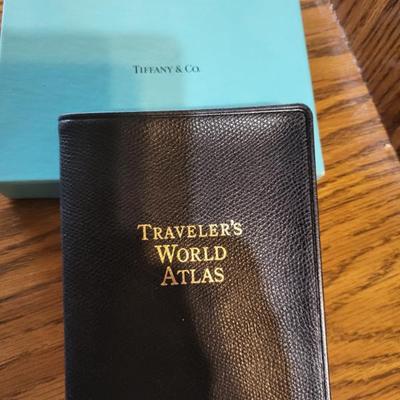 TIFFANY & CO.
TRAVELER'S
WORLD
ATLAS